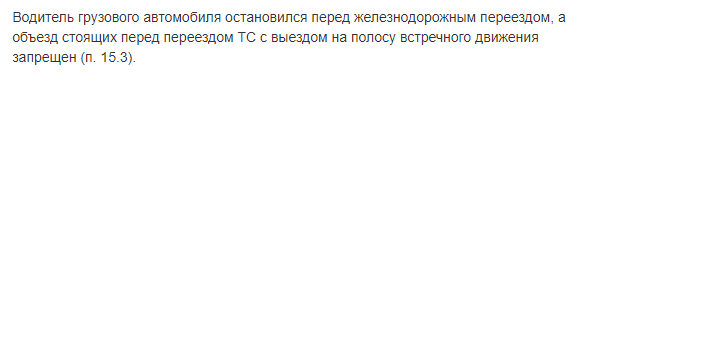 Водитель грузового автомобиля остановился перед железнодорожным переездом, а
объезд стоящих перед переездом ТС с выездом на полосу встречного движения
запрещен (п. 15.3).